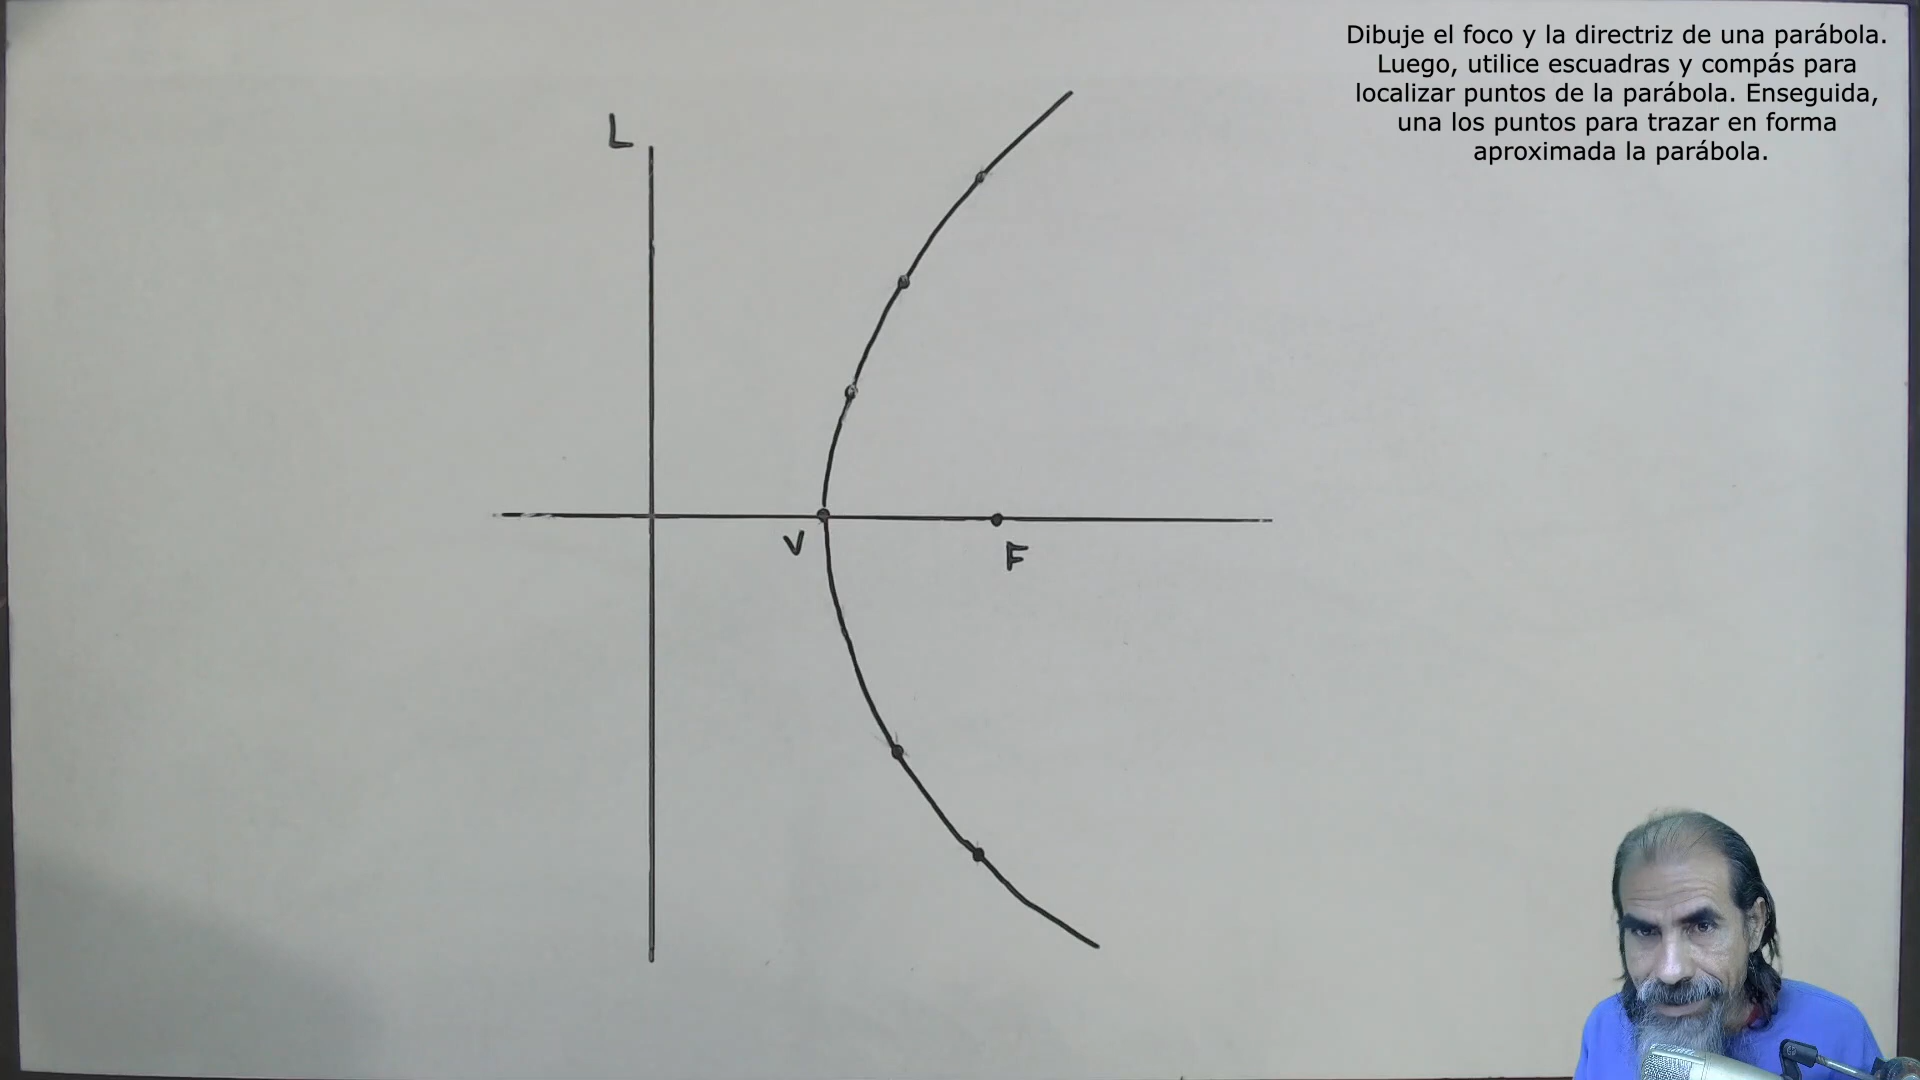 Dibuje el foco y la directriz de una parábola.
Luego, utilice escuadras y compás para
localizar puntos de la parábola. Enseguida,
una los puntos para trazar en forma
aproximada la parábola.
L
V
F